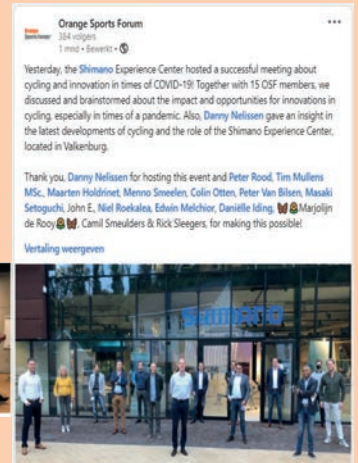 Orange Sports Forum
Orange
Sports Forum
384 volgers
1 mnd • Bewerkt •
Yesterday, the Shimano Experience Center hosted a successful meeting about
cycling and innovation in times of COVID-19! Together with 15 OSF members, we
discussed and brainstormed about the impact and opportunities for innovations in
cycling, especially in times of a pandemic. Also, Danny Nelissen gave an insight in
the latest developments of cycling and the role of the Shimano Experience Center,
located in Valkenburg.
Thank you, Danny Nelissen for hosting this event and Peter Rood, Tim Mullens
MSc., Maarten Holdrinet, Menno Smeelen, Colin Otten, Peter Van Bilsen, Masaki
Setoguchi, John E., Niel Roekalea, Edwin Melchior, Daniëlle Iding, 🦋🙈Marjolijn
de Rooy🙈🦋, Camil Smeulders & Rick Sleegers, for making this possible!
Vertaling weergeven
SHIMANO